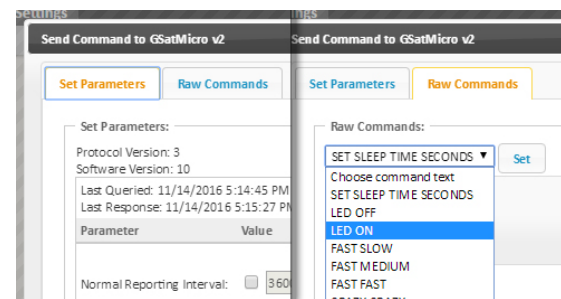 Settings
ings
Send Command to GSatMicro v2
Send Command to GSatMicro v2
Set Parameters
Raw Commands
Set Parameters
Raw Commands
Set Parameters:
Protocol Version: 3
Software Version: 10
Last Queried: 11/14/2016 5:14:45 PM
Last Response: 11/14/2016 5:15:27 PM
Parameter Value
Normal Reporting Interval: 3600
Raw Commands:
SET SLEEP TIME SECONDS ▼ Set
Choose command text
SET SLEEP TIME SECONDS
LED OFF
LED ON
FAST SLOW
FAST MEDIUM
FAST FAST